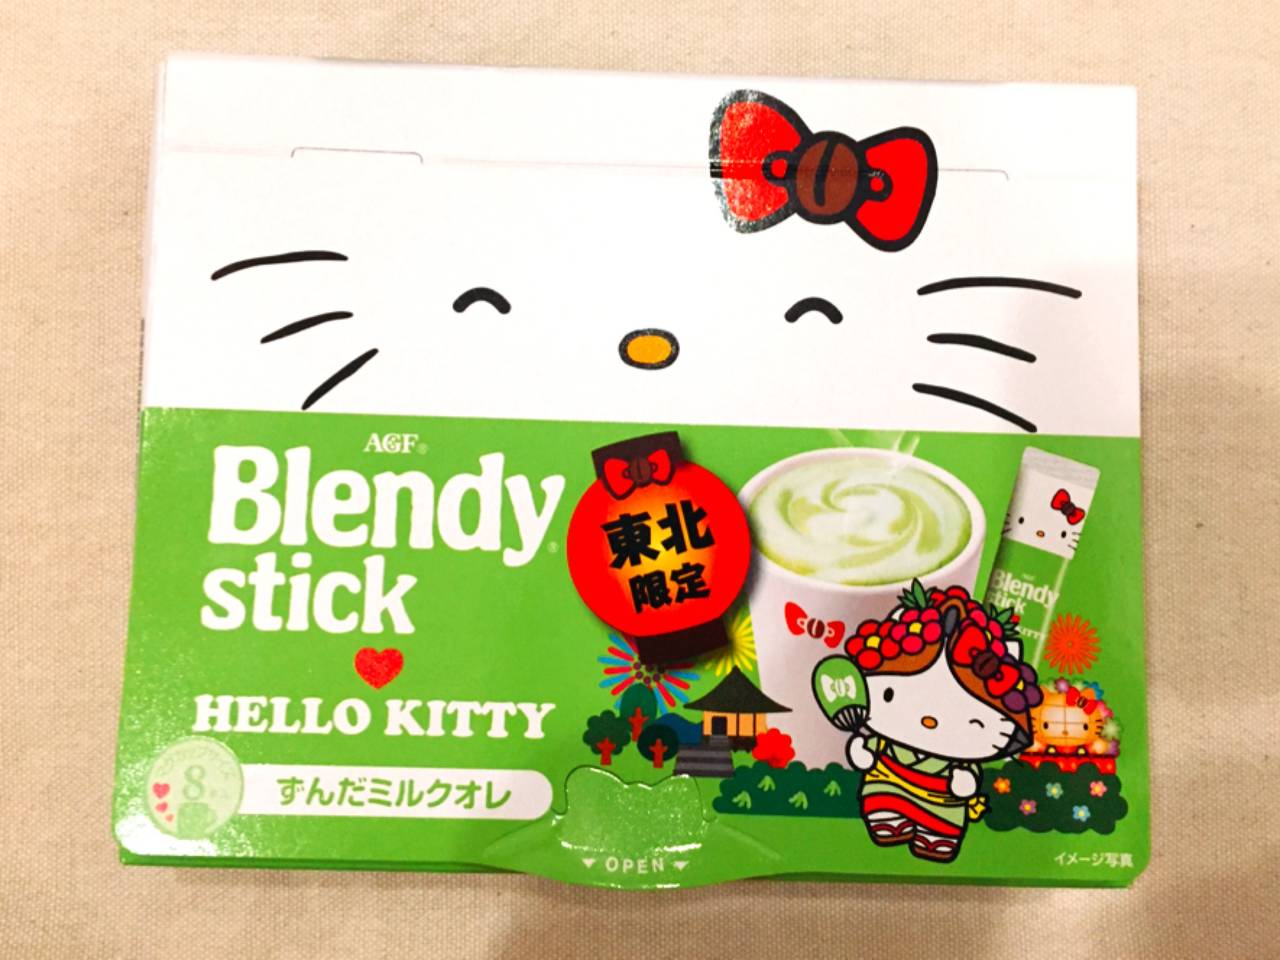 AGF®
Blendy®
stick
HELLO KITTY
8
ずんだミルクオレ
東北
限定
Blendy
stick
OPEN
イメージ写真